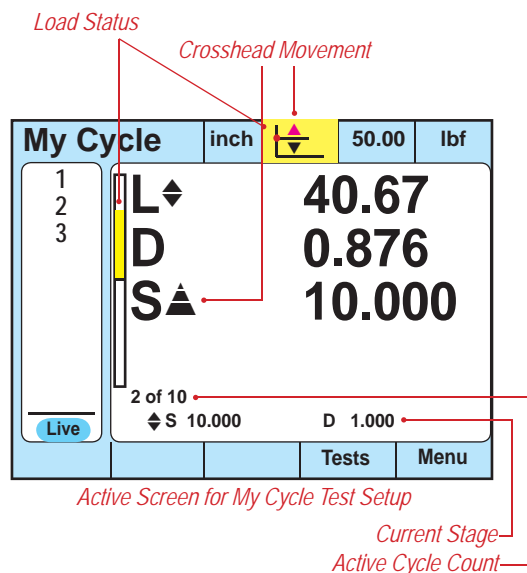 Load Status
Crosshead Movement
My Cycle inch 50.00 lbf
1
2
3
L 40.67
D 0.876
S 10.000
2 of 10
S 10.000 D 1.000
Live
Tests Menu
Active Screen for My Cycle Test Setup
Current Stage
Active Cycle Count